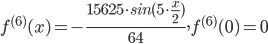 f^{(6)}(x) = -\frac{15625 \cdot sin(5 \cdot \frac{x}{2})}{64}, f^{(6)}(0) = 0